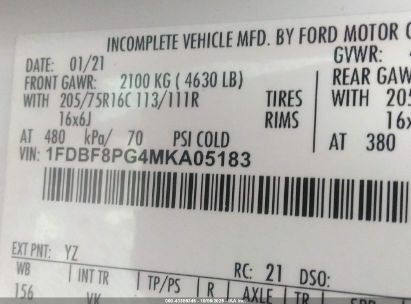 INCOMPLETE VEHICLE MFD. BY FORD MOTOR C
DATE: 01/21 GVWR:
FRONT GAWR: 2100 KG ( 4630 LB) REAR GAW
WITH 205/75R16C 113/111R TIRES WITH 205
16x6J RIMS 16x
AT 480 kPa/ 70 PSI COLD AT 380
VIN: 1FDBF8PG4MKA05183
EXT PNT: YZ RC: 21 DSO:
WB INT TR TP/PS R AXLE TR SPR
156 VK